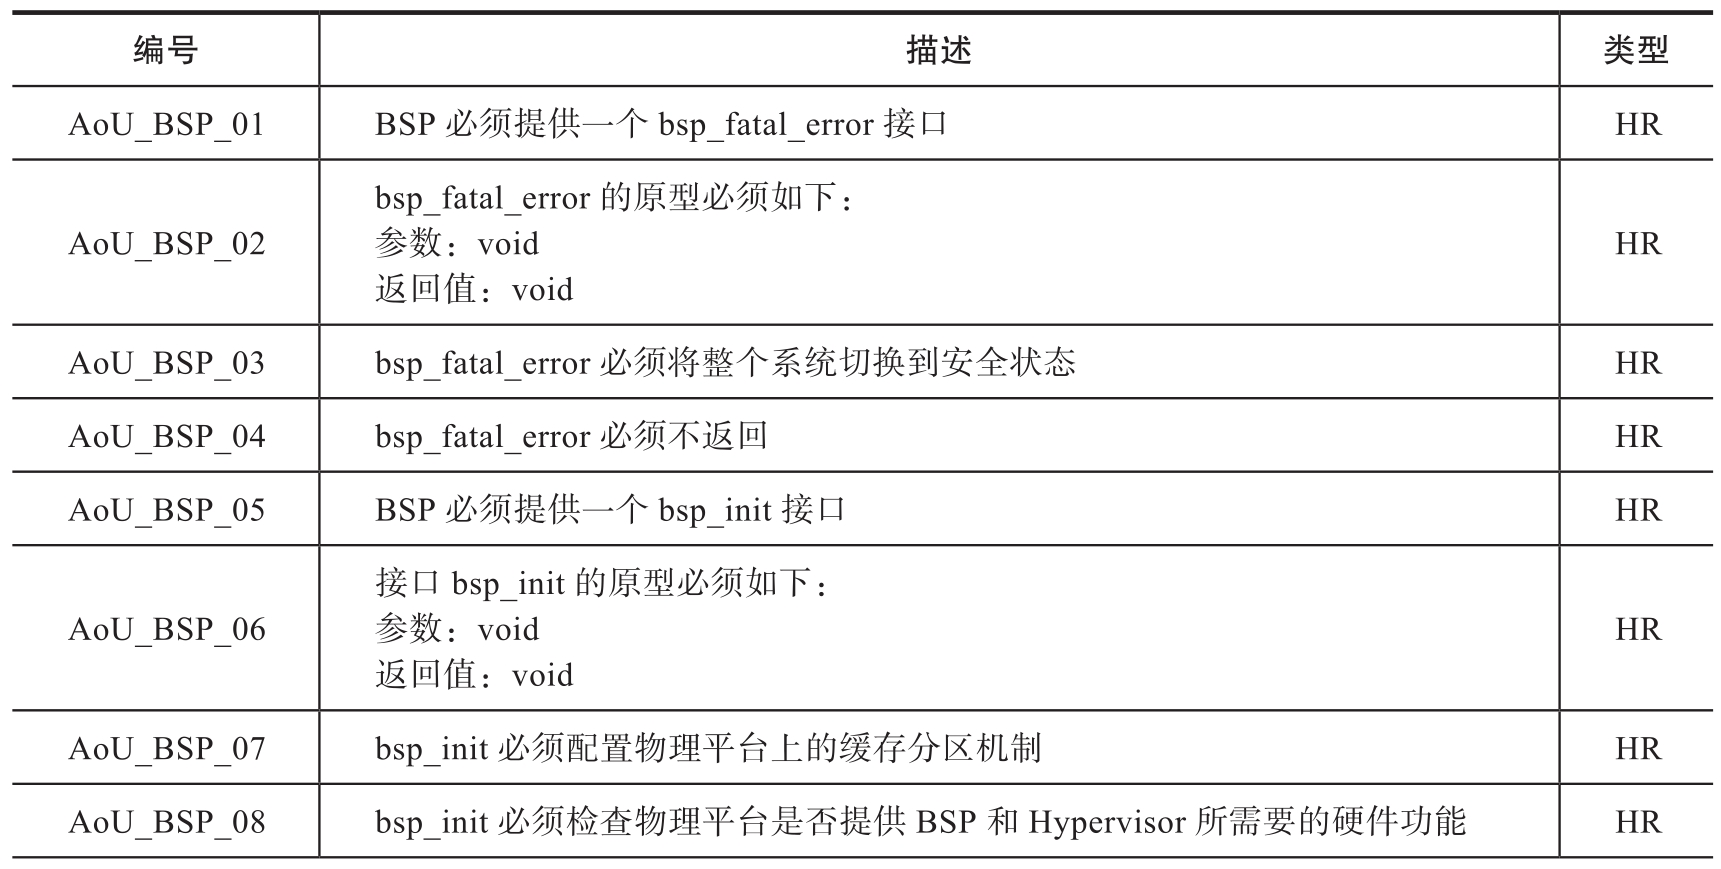 编号 描述 类型
AoU_BSP_01 BSP 必须提供一个 bsp_fatal_error 接口 HR
bsp_fatal_error 的原型必须如下：
AoU_BSP_02 参数：void HR
返回值：void
AoU_BSP_03 bsp_fatal_error 必须将整个系统切换到安全状态 HR
AoU_BSP_04 bsp_fatal_error 必须不返回 HR
AoU_BSP_05 BSP 必须提供一个 bsp_init 接口 HR
接口 bsp_init 的原型必须如下：
AoU_BSP_06 参数：void HR
返回值：void
AoU_BSP_07 bsp_init 必须配置物理平台上的缓存分区机制 HR
AoU_BSP_08 bsp_init 必须检查物理平台是否提供 BSP 和 Hypervisor 所需要的硬件功能 HR